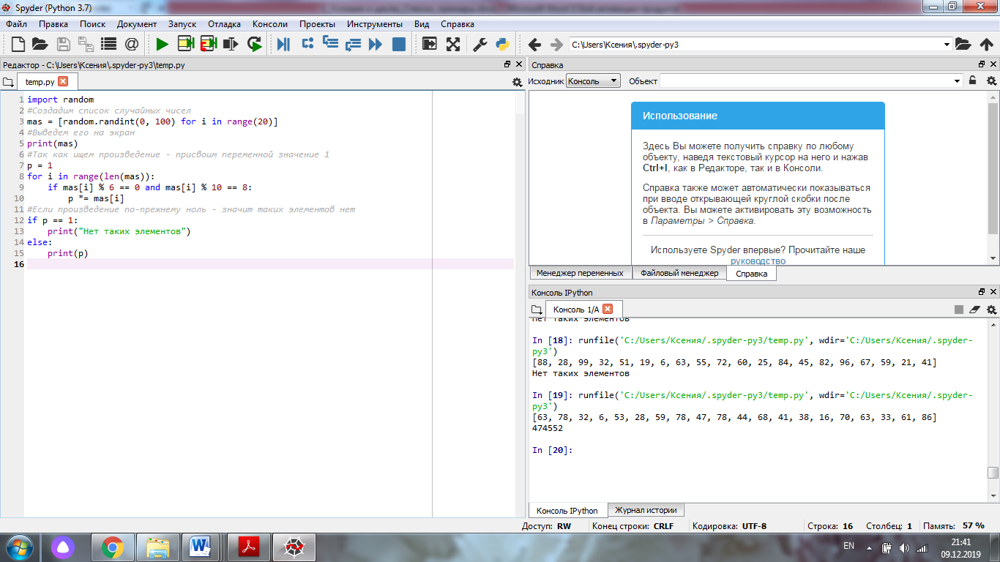 Spyder (Python 3.7)
Файл Правка Поиск Документ Запуск Отладка Консоли Проекты Инструменты Вид Справка
C:\Users\Ксения\.spyder-py3
Редактор - C:\Users\Ксения\.spyder-py3\temp.py
temp.py
1 import random
2 #Создадим список случайных чисел
3 mas = [random.randint(0, 100) for i in range(20)]
4 #Выведем его на экран
5 print(mas)
6 #Так как ищем произведение - присвоим переменной значение 1
7 p = 1
8 for i in range(len(mas)):
9 if mas[i] % 6 == 0 and mas[i] % 10 == 8:
10 p *= mas[i]
11 #Если произведение по-прежнему ноль - значит таких элементов нет
12 if p == 1:
13 print("Нет таких элементов")
14 else:
15 print(p)
16
Справка
Исходник Консоль Объект
Использование
Здесь Вы можете получить справку по любому
объекту, наведя текстовый курсор на него и нажав
Ctrl+I, как в Редакторе, так и в Консоли.
Справка также может автоматически показываться
при вводе открывающей круглой скобки после
объекта. Вы можете активировать эту возможность
в Параметры > Справка.
Используете Spyder впервые? Прочитайте наше
руководство
Менеджер переменных Файловый менеджер Справка
Консоль IPython
Консоль 1/A
Нет таких элементов
In [18]: runfile('C:/Users/Ксения/.spyder-py3/temp.py', wdir='C:/Users/Ксения/.spyder-
py3')
[88, 28, 99, 32, 51, 19, 6, 63, 55, 72, 60, 25, 84, 45, 82, 96, 67, 59, 21, 41]
Нет таких элементов
In [19]: runfile('C:/Users/Ксения/.spyder-py3/temp.py', wdir='C:/Users/Ксения/.spyder-
py3')
[63, 78, 32, 6, 53, 28, 59, 78, 47, 78, 44, 68, 41, 38, 16, 70, 63, 33, 61, 86]
474552
In [20]:
Консоль IPython Журнал истории
Доступ: RW Конец строки: CRLF Кодировка: UTF-8 Строка: 16 Столбец: 1 Память: 57 %
EN
21:41
09.12.2019